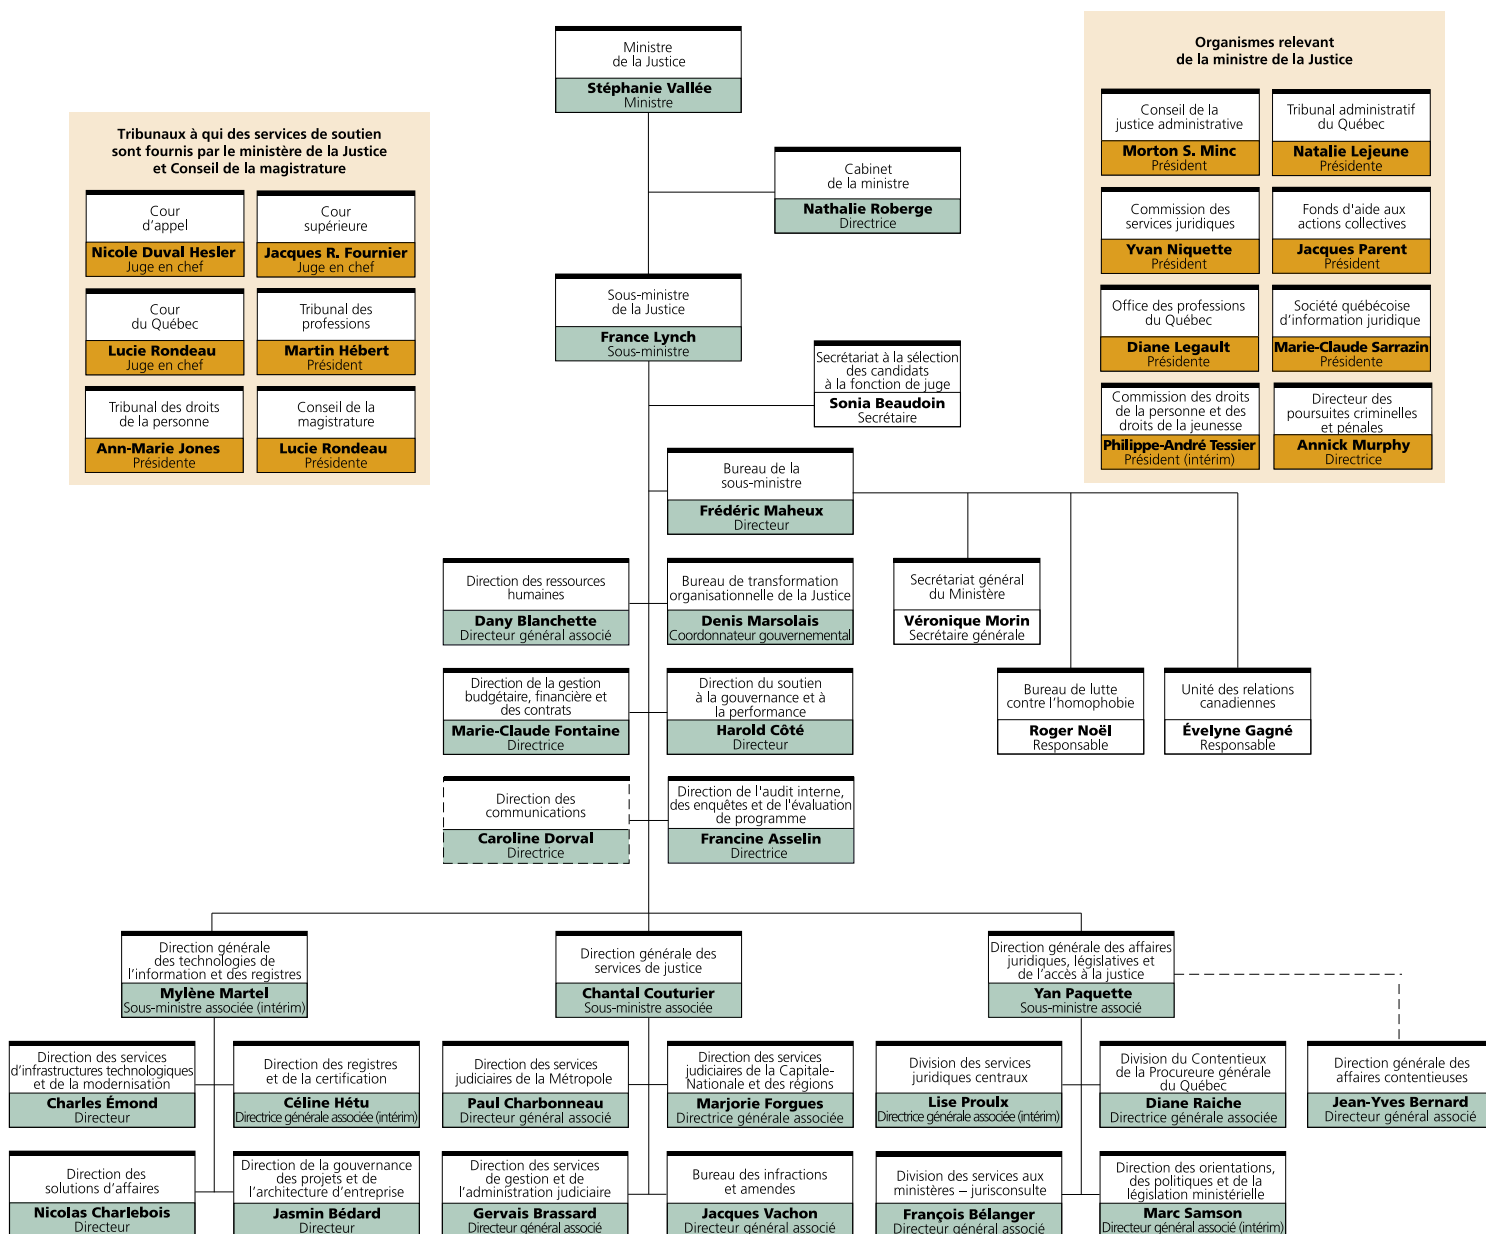 Ministre
de la Justice
Stéphanie Vallée
Ministre
Cabinet
de la ministre
Nathalie Roberge
Directrice
Sous-ministre
de la Justice
France Lynch
Sous-ministre
Secrétariat à la sélection
des candidats
à la fonction de juge
Sonia Beaudoin
Secrétaire
Tribunaux à qui des services de soutien
sont fournis par le ministère de la Justice
et Conseil de la magistrature
Cour
d'appel
Nicole Duval Hesler
Juge en chef
Cour
supérieure
Jacques R. Fournier
Juge en chef
Cour
du Québec
Lucie Rondeau
Juge en chef
Tribunal des
professions
Martin Hébert
Président
Tribunal des droits
de la personne
Ann-Marie Jones
Présidente
Conseil de la
magistrature
Lucie Rondeau
Présidente
Organismes relevant
de la ministre de la Justice
Conseil de la
justice administrative
Morton S. Minc
Président
Tribunal administratif
du Québec
Natalie Lejeune
Présidente
Commission des
services juridiques
Yvan Niquette
Président
Fonds d'aide aux
actions collectives
Jacques Parent
Président
Office des professions
du Québec
Diane Legault
Présidente
Société québécoise
d'information juridique
Marie-Claude Sarrazin
Présidente
Commission des droits
de la personne et des
droits de la jeunesse
Philippe-André Tessier
Président (intérim)
Directeur des
poursuites criminelles
et pénales
Annick Murphy
Directrice
Bureau de la
sous-ministre
Frédéric Maheux
Directeur
Direction des ressources
humaines
Dany Blanchette
Directeur général associé
Bureau de transformation
organisationnelle de la Justice
Denis Marsolais
Coordonnateur gouvernemental
Secrétariat général
du Ministère
Véronique Morin
Secrétaire générale
Direction de la gestion
budgétaire, financière et
des contrats
Marie-Claude Fontaine
Directrice
Direction du soutien
à la gouvernance et à
la performance
Harold Côté
Directeur
Bureau de lutte
contre l'homophobie
Roger Noël
Responsable
Unité des relations
canadiennes
Évelyne Gagné
Responsable
Direction des
communications
Caroline Dorval
Directrice
Direction de l'audit interne,
des enquêtes et de l'évaluation
de programme
Francine Asselin
Directrice
Direction générale
des technologies de
l'information et des registres
Mylène Martel
Sous-ministre associée (intérim)
Direction générale des
services de justice
Chantal Couturier
Sous-ministre associée
Direction générale des affaires
juridiques, législatives et
de l'accès à la justice
Yan Paquette
Sous-ministre associé
Direction des services
d'infrastructures technologiques
et de la modernisation
Charles Émond
Directeur
Direction des registres
et de la certification
Céline Hétu
Directrice générale associée (intérim)
Direction des services
judiciaires de la Métropole
Paul Charbonneau
Directeur général associé
Direction des services
judiciaires de la Capitale-
Nationale et des régions
Marjorie Forgues
Directrice générale associée
Division des services
juridiques centraux
Lise Proulx
Directrice générale associée (intérim)
Division du Contentieux
de la Procureure générale
du Québec
Diane Raiche
Directrice générale associée
Direction générale des
affaires contentieuses
Jean-Yves Bernard
Directeur général associé
Direction des
solutions d'affaires
Nicolas Charlebois
Directeur
Direction de la gouvernance
des projets et de
l'architecture d'entreprise
Jasmin Bédard
Directeur
Direction des services
de gestion et de
l'administration judiciaire
Gervais Brassard
Directeur général associé
Bureau des infractions
et amendes
Jacques Vachon
Directeur général associé
Division des services aux
ministères – jurisconsulte
François Bélanger
Directeur général associé
Direction des orientations,
des politiques et de la
législation ministérielle
Marc Samson
Directeur général associé (intérim)